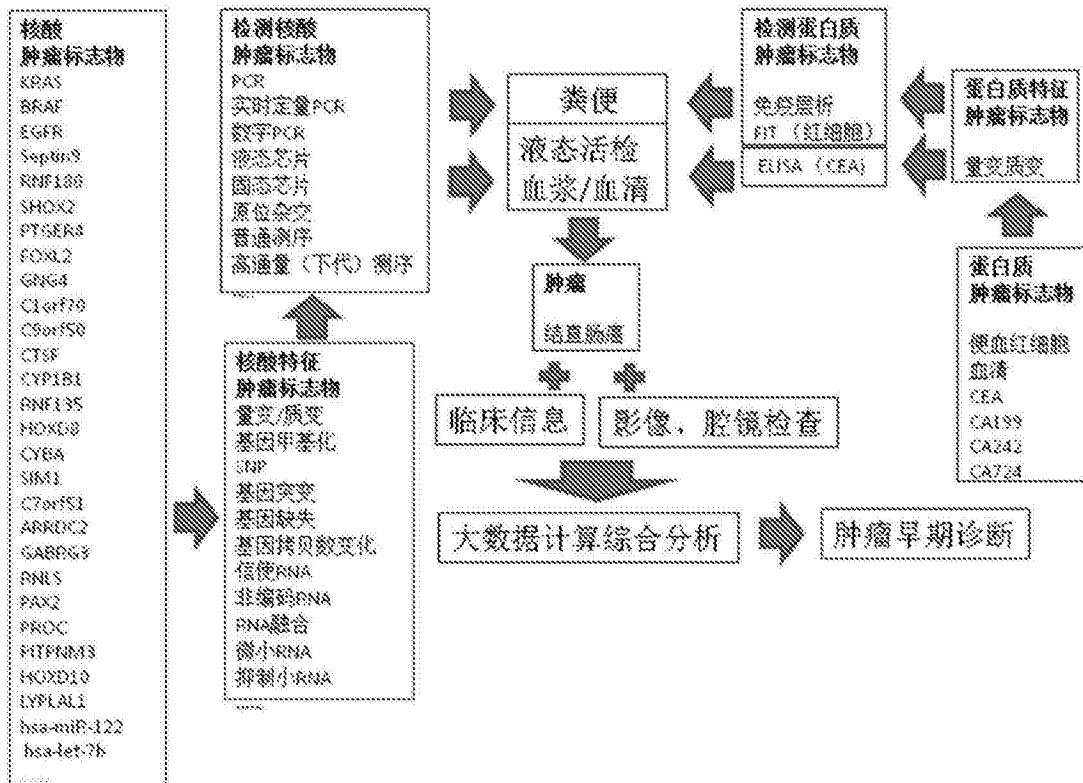 核酸
肿瘤标志物
KRAS
BRAF
EGFR
Septin9
RNF180
SHOX2
PTGER4
FOXL2
GNG4
C1orf70
C9orf50
CTSF
CYP1B1
RNF135
HOXD8
CYBA
SIM1
C7orf51
ARRDC2
GABRG3
RNLS
PAX2
PROC
PITPNM3
HOXD10
LYPLAL1
hsa-miR-122
hsa-let-7b
......
检测核酸
肿瘤标志物
PCR
实时定量PCR
数字PCR
液态芯片
固态芯片
原位杂交
普通测序
高通量（下代）测序
......
核酸特征
肿瘤标志物
量变/质变
基因甲基化
SNP
基因突变
基因缺失
基因拷贝数变化
信使RNA
非编码RNA
RNA融合
微小RNA
抑制小RNA
......
粪便
液态活检
血浆/血清
肿瘤
结直肠癌
临床信息
影像、腔镜检查
大数据计算综合分析
肿瘤早期诊断
检测蛋白质
肿瘤标志物
免疫层析
FIT （红细胞）
ELISA （CEA）
蛋白质特征
肿瘤标志物
量变质变
蛋白质
肿瘤标志物
便血红细胞
血清
CEA
CA199
CA242
CA724